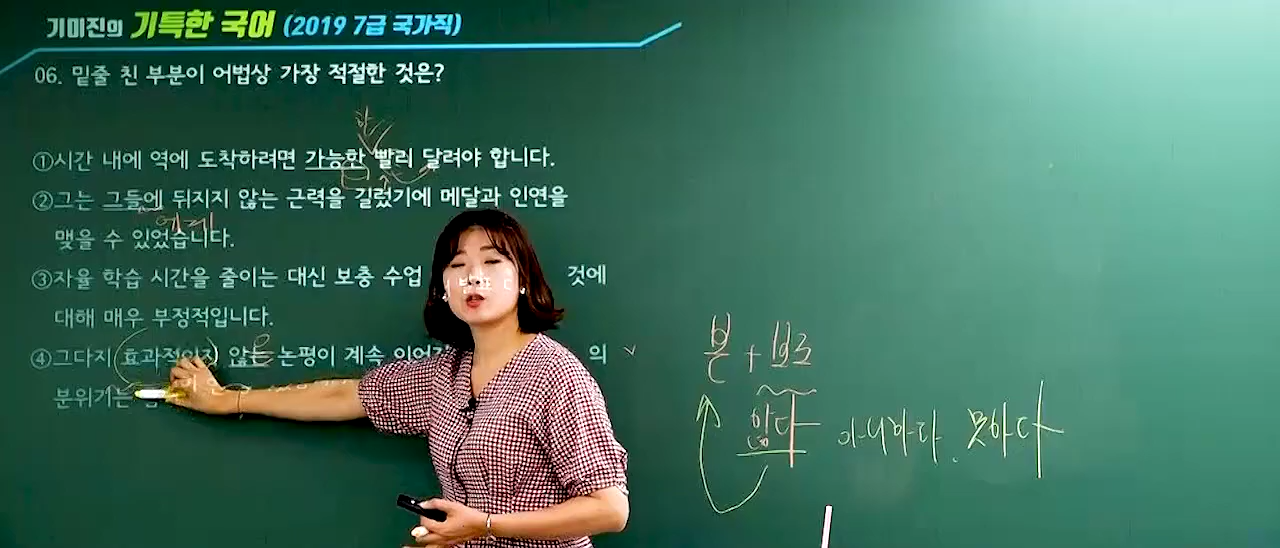 기미진의 기특한 국어 (2019 7급 국가직)
06. 밑줄 친 부분이 어법상 가장 적절한 것은?
①시간 내에 역에 도착하려면 가능한 빨리 달려야 합니다.
②그는 그들에 뒤지지 않는 근력을 길렀기에 메달과 인연을
에게
맺을 수 있었습니다.
③자율 학습 시간을 줄이는 대신 보충 수업 것에
대해 매우 부정적입니다.
④그다지 효과적이지 않는 논평이 계속 의
은
분위기는
본 + 보조
않다 아니하다. 못하다